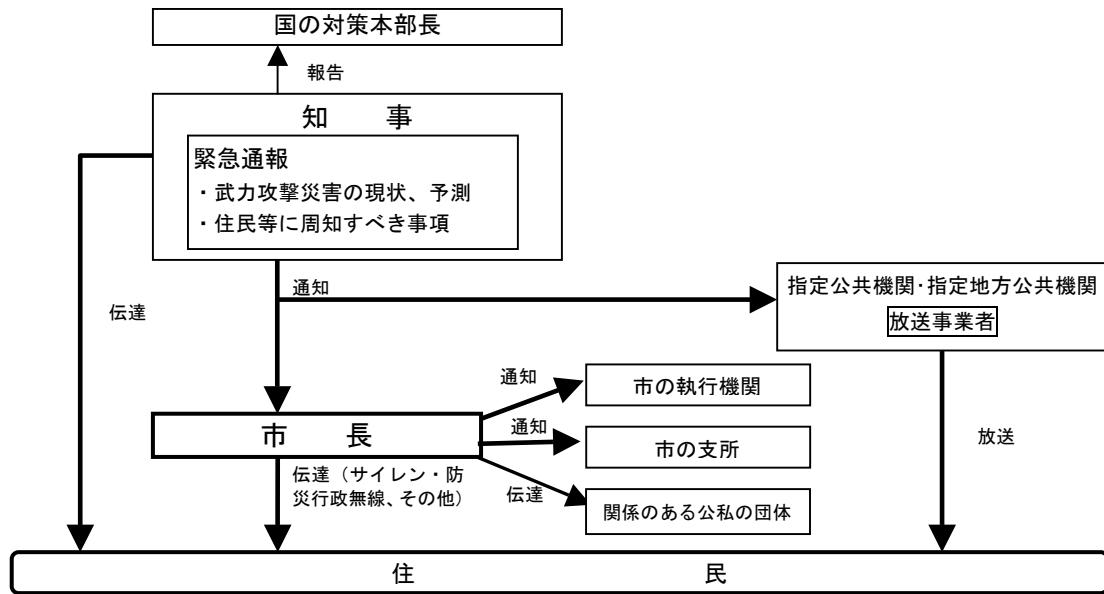 国の対策本部長
報告
知　　事
緊急通報
・武力攻撃災害の現状、予測
・住民等に周知すべき事項
通知
指定公共機関・指定地方公共機関
放送事業者
伝達
通知
市の執行機関
市　　長
通知
市の支所
放送
伝達（サイレン・防
災行政無線、その他）
伝達
関係のある公私の団体
住　　民